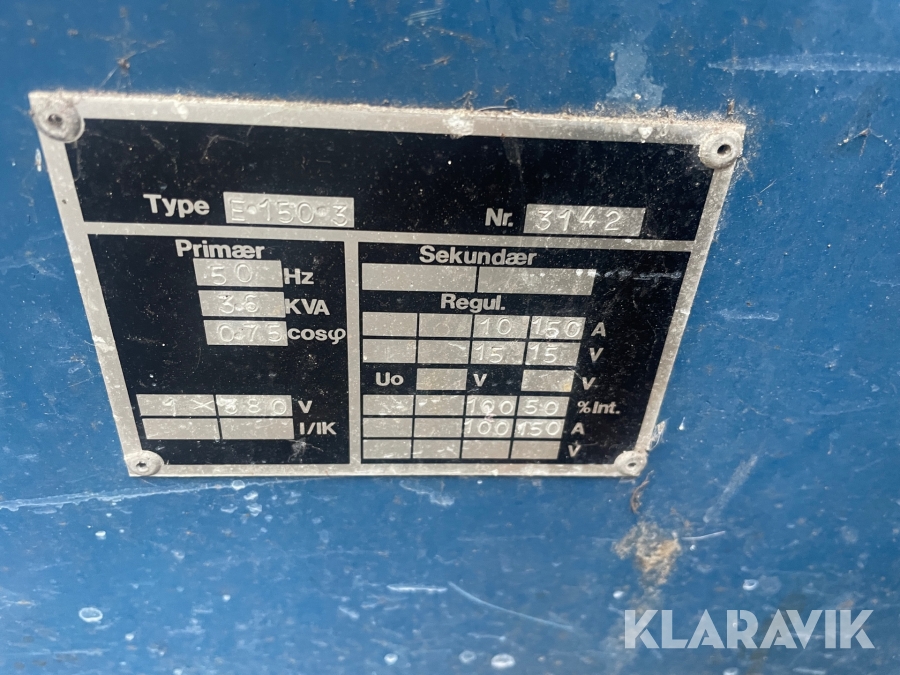 Type E·150·3 Nr. 3142
Primær
50 Hz
3.6 KVA
0.75 cosφ
1 × 380 V
I/IK
Sekundær
Regul.
10 150 A
15 15 V
Uo V V
100 50 % Int.
100 150 A
V
KLARAVIK